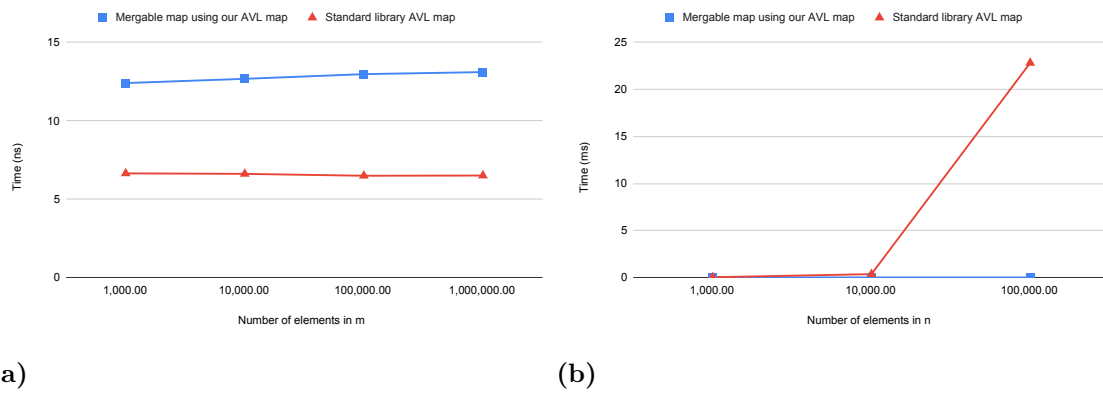 Mergable map using our AVL map Standard library AVL map
15
10
5
0
Time (ns)
1,000.00 10,000.00 100,000.00 1,000,000.00
Number of elements in m
a)
Mergable map using our AVL map Standard library AVL map
25
20
15
10
5
0
Time (ms)
1,000.00 10,000.00 100,000.00
Number of elements in n
(b)